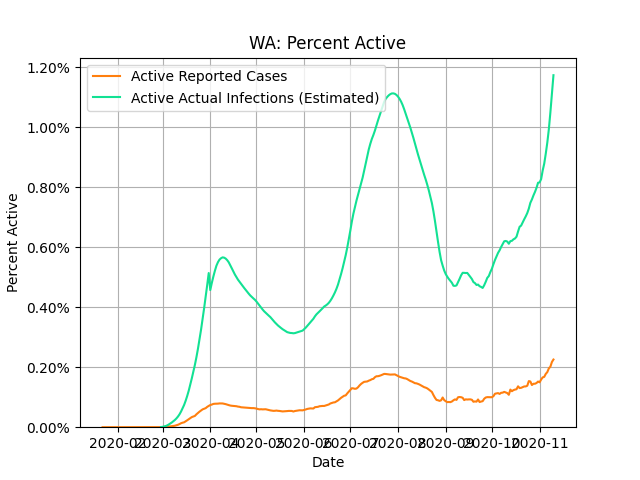 WA: Percent Active
Active Reported Cases
Active Actual Infections (Estimated)
1.20%
1.00%
0.80%
0.60%
0.40%
0.20%
0.00%
Percent Active
2020-02 2020-03 2020-04 2020-05 2020-06 2020-07 2020-08 2020-09 2020-10 2020-11
Date